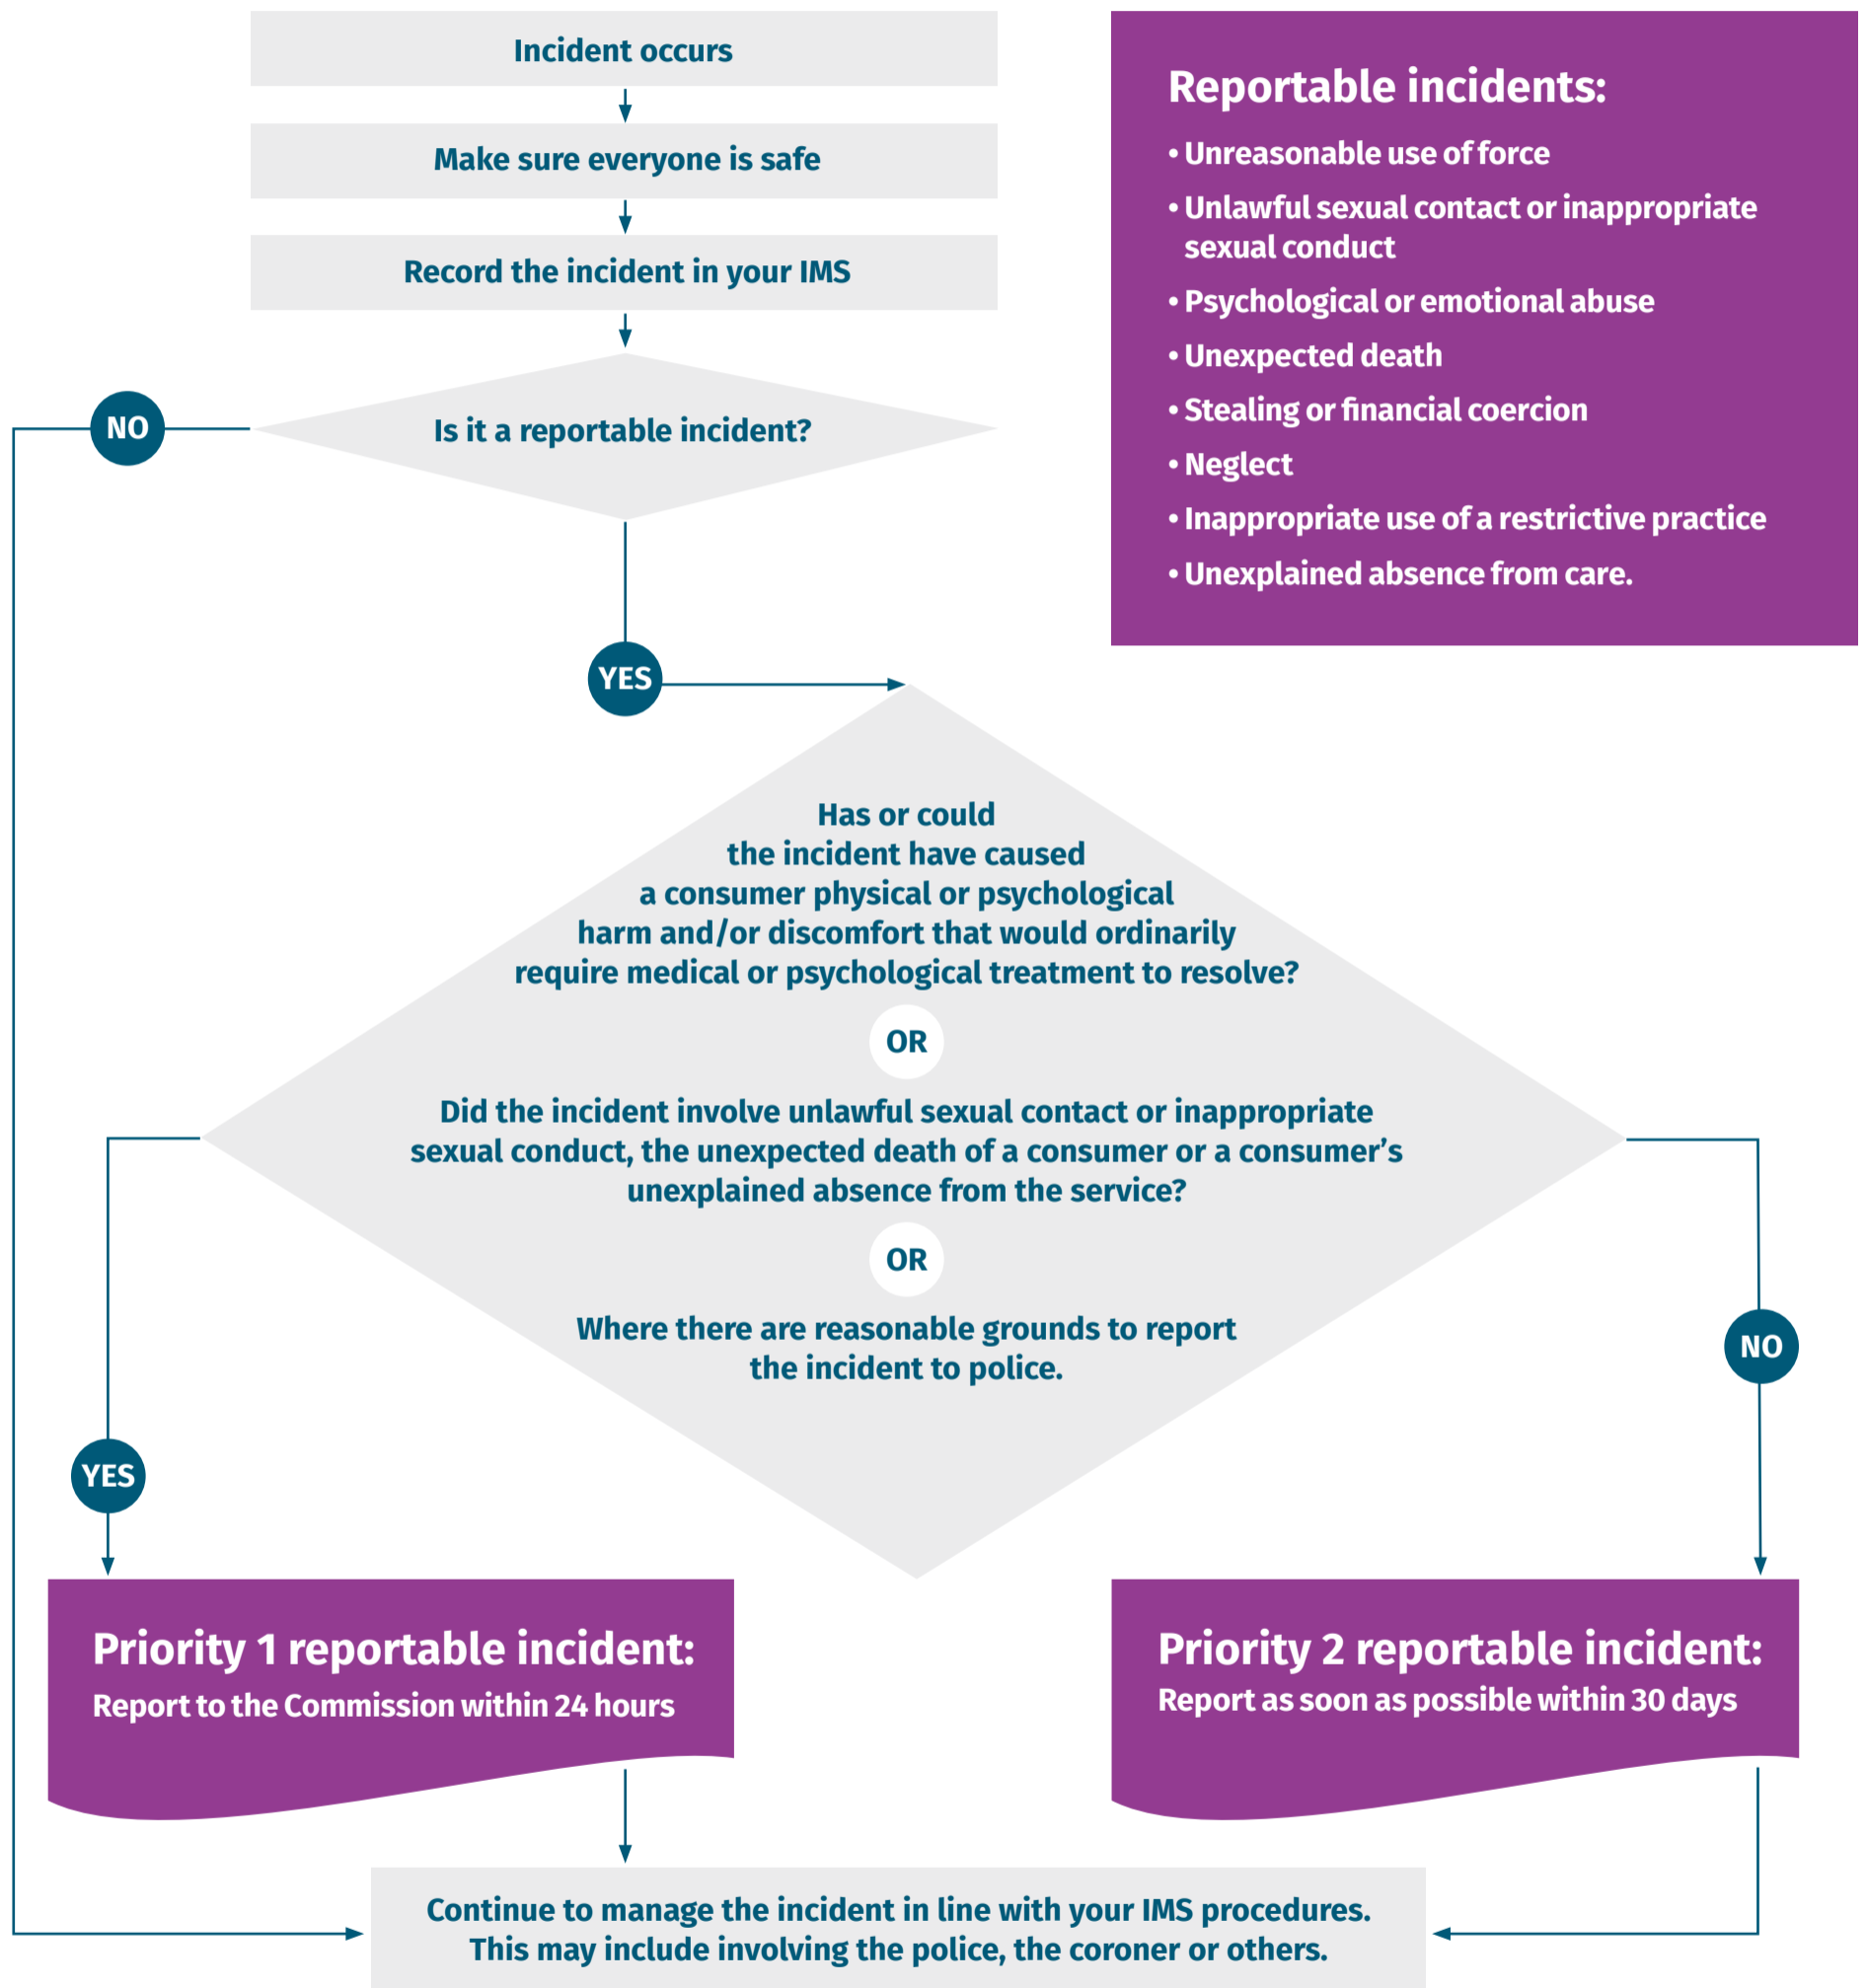 Incident occurs
Make sure everyone is safe
Record the incident in your IMS
Is it a reportable incident?
NO
YES
Reportable incidents:
• Unreasonable use of force
• Unlawful sexual contact or inappropriate
sexual conduct
• Psychological or emotional abuse
• Unexpected death
• Stealing or financial coercion
• Neglect
• Inappropriate use of a restrictive practice
• Unexplained absence from care.
Has or could
the incident have caused
a consumer physical or psychological
harm and/or discomfort that would ordinarily
require medical or psychological treatment to resolve?
OR
Did the incident involve unlawful sexual contact or inappropriate
sexual conduct, the unexpected death of a consumer or a consumer's
unexplained absence from the service?
OR
Where there are reasonable grounds to report
the incident to police.
YES
NO
Priority 1 reportable incident:
Report to the Commission within 24 hours
Priority 2 reportable incident:
Report as soon as possible within 30 days
Continue to manage the incident in line with your IMS procedures.
This may include involving the police, the coroner or others.